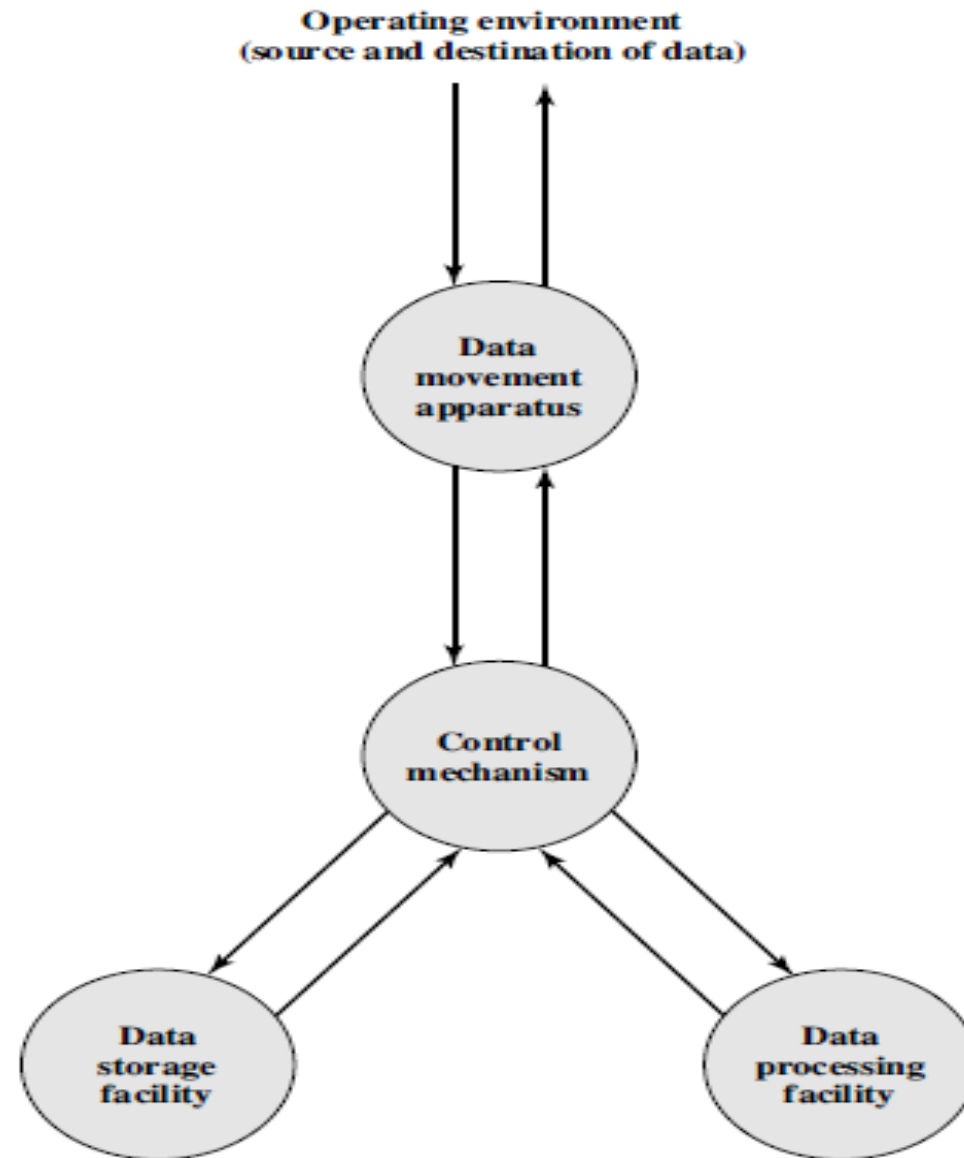 Operating environment
(source and destination of data)
Data
movement
apparatus
Control
mechanism
Data
storage
facility
Data
processing
facility